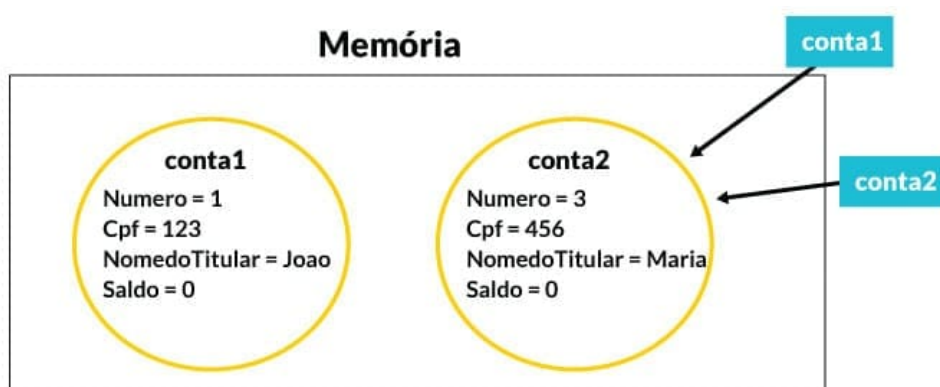 Memória
conta1
conta2
conta1
Numero = 1
Cpf = 123
NomedoTitular = Joao
Saldo = 0
conta2
Numero = 3
Cpf = 456
NomedoTitular = Maria
Saldo = 0